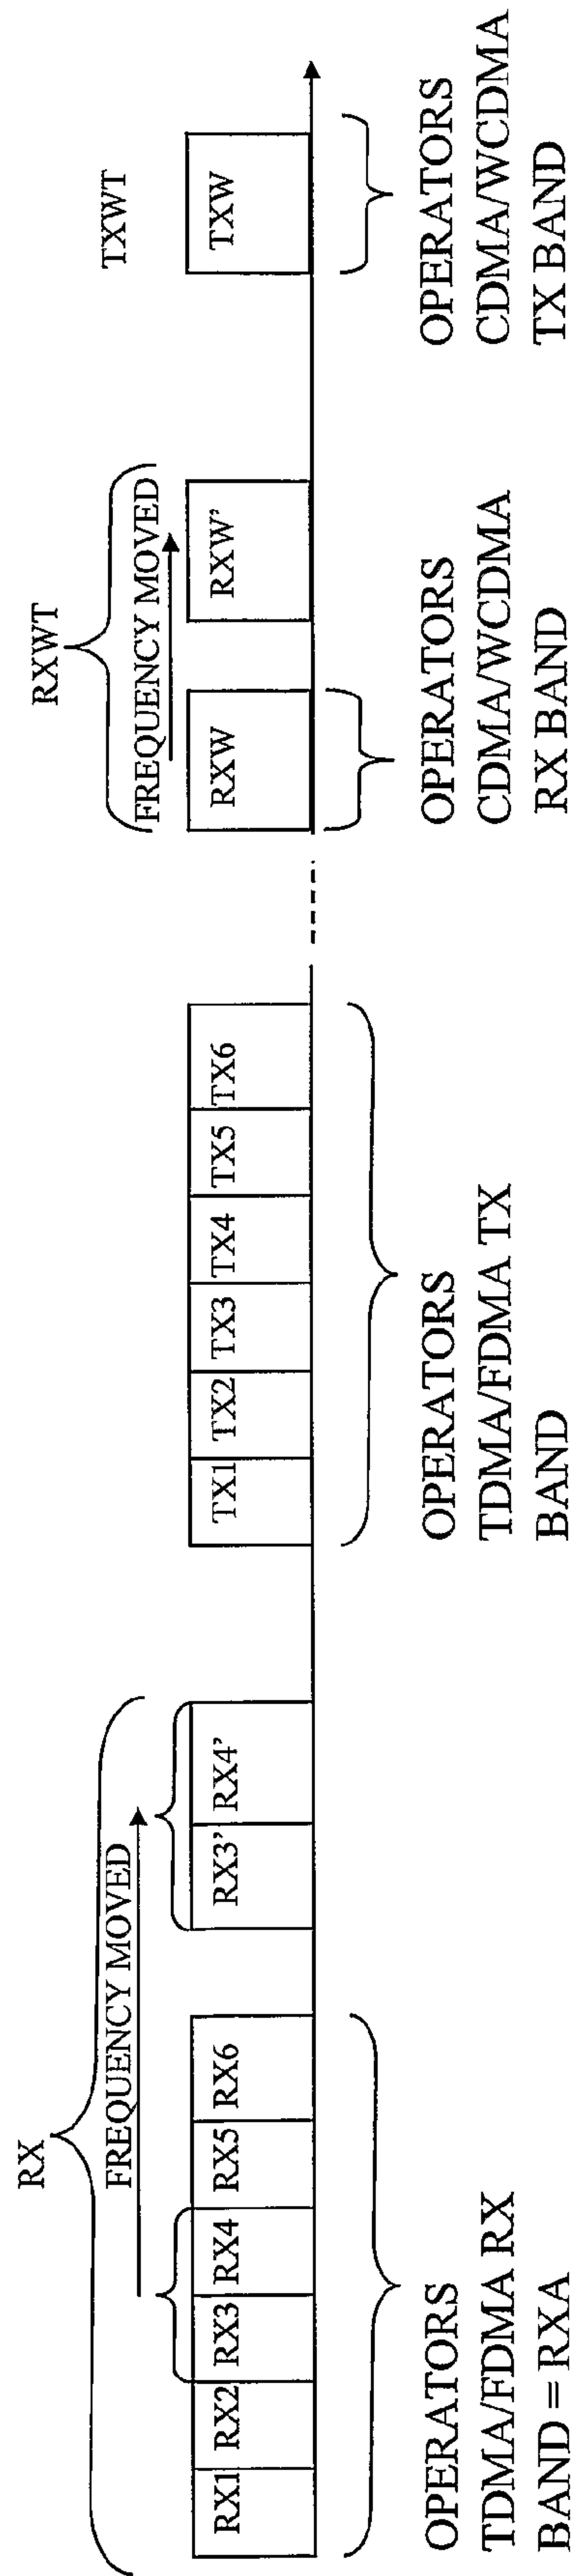 RX
FREQUENCY MOVED
RX1 RX2 RX3 RX4 RX5 RX6
RX3' RX4'
OPERATORS
TDMA/FDMA RX
BAND = RXA
TX1 TX2 TX3 TX4 TX5 TX6
OPERATORS
TDMA/FDMA TX
BAND
RXWT
FREQUENCY MOVED
RXW RXW'
OPERATORS
CDMA/WCDMA
RX BAND
TXWT
TXW
OPERATORS
CDMA/WCDMA
TX BAND